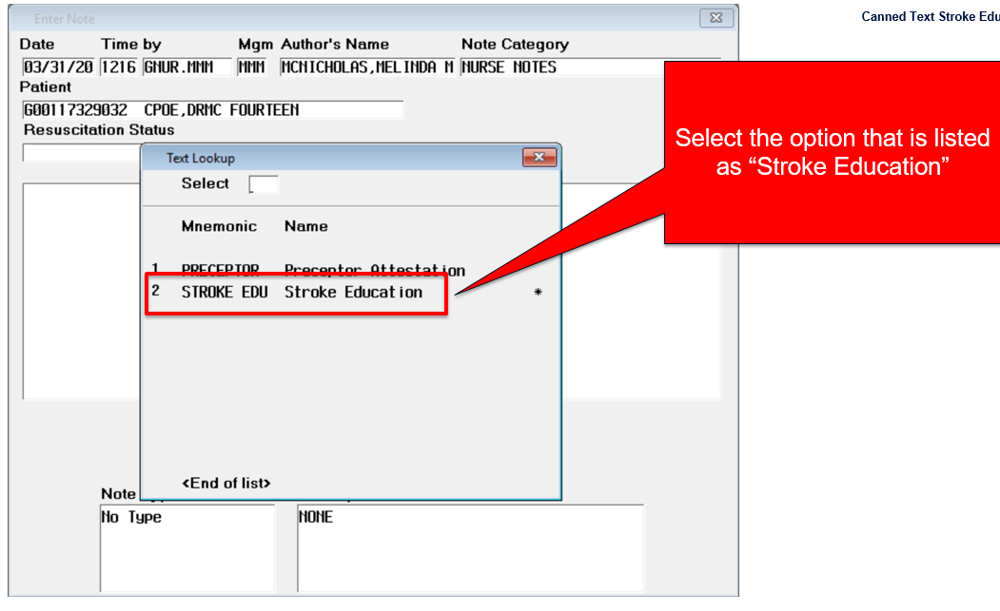 Enter Note
Canned Text Stroke Edu
Date Time by Mgm Author's Name Note Category
03/31/20 1216 GNUR.MMM MMM MCNICHOLAS,MELINDA M NURSE NOTES
Patient
G00117329032 CPOE,DRMC FOURTEEN
Resuscitation Status
Select the option that is listed
as “Stroke Education”
Text Lookup
Select
Mnemonic Name
1 PRECEPTOR Preceptor Attestation
2 STROKE EDU Stroke Education *
<End of list>
Note
No Type NONE